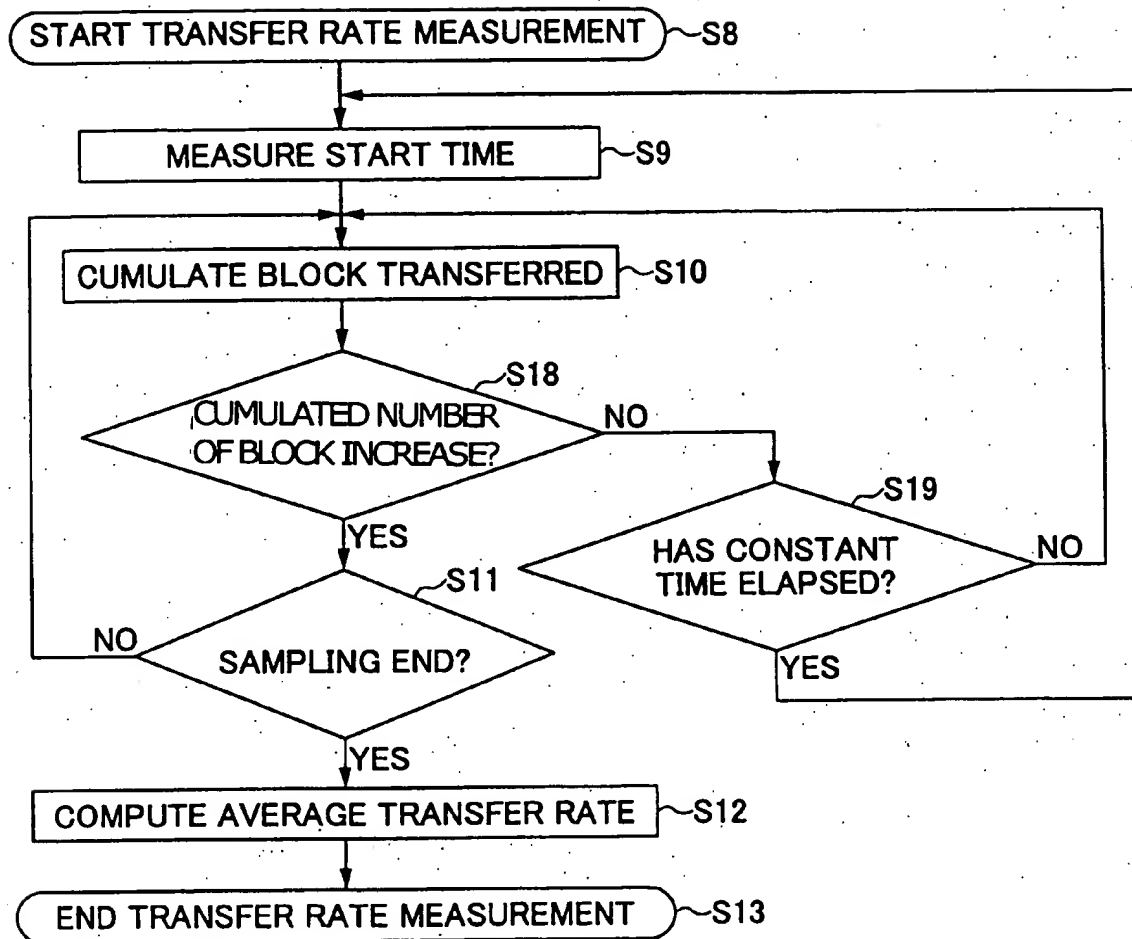 START TRANSFER RATE MEASUREMENT S8
MEASURE START TIME S9
CUMULATE BLOCK TRANSFERRED S10
S18
CUMULATED NUMBER
OF BLOCK INCREASE?
NO
YES
S19
HAS CONSTANT
TIME ELAPSED?
NO
YES
S11
SAMPLING END?
NO
YES
COMPUTE AVERAGE TRANSFER RATE S12
END TRANSFER RATE MEASUREMENT S13